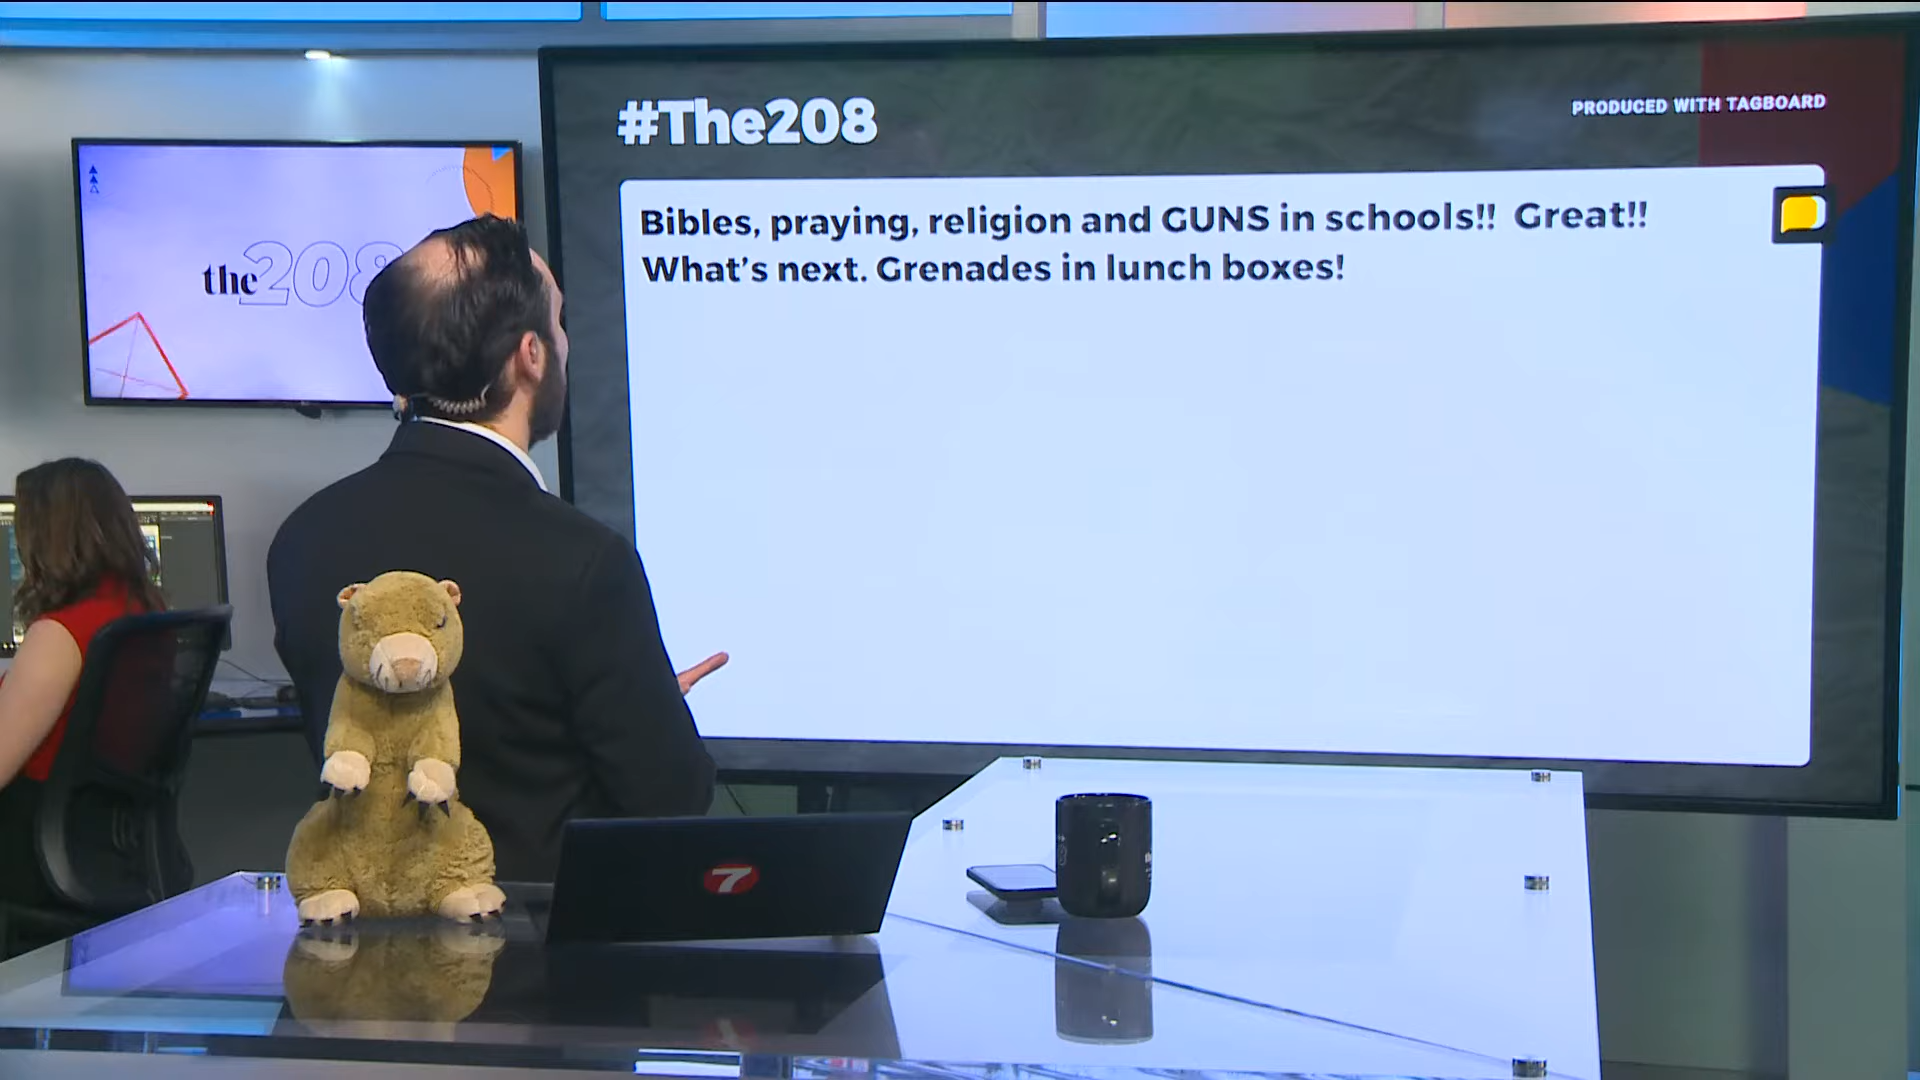 #The208
PRODUCED WITH TAGBOARD
Bibles, praying, religion and GUNS in schools!! Great!!
What's next. Grenades in lunch boxes!
the208
7